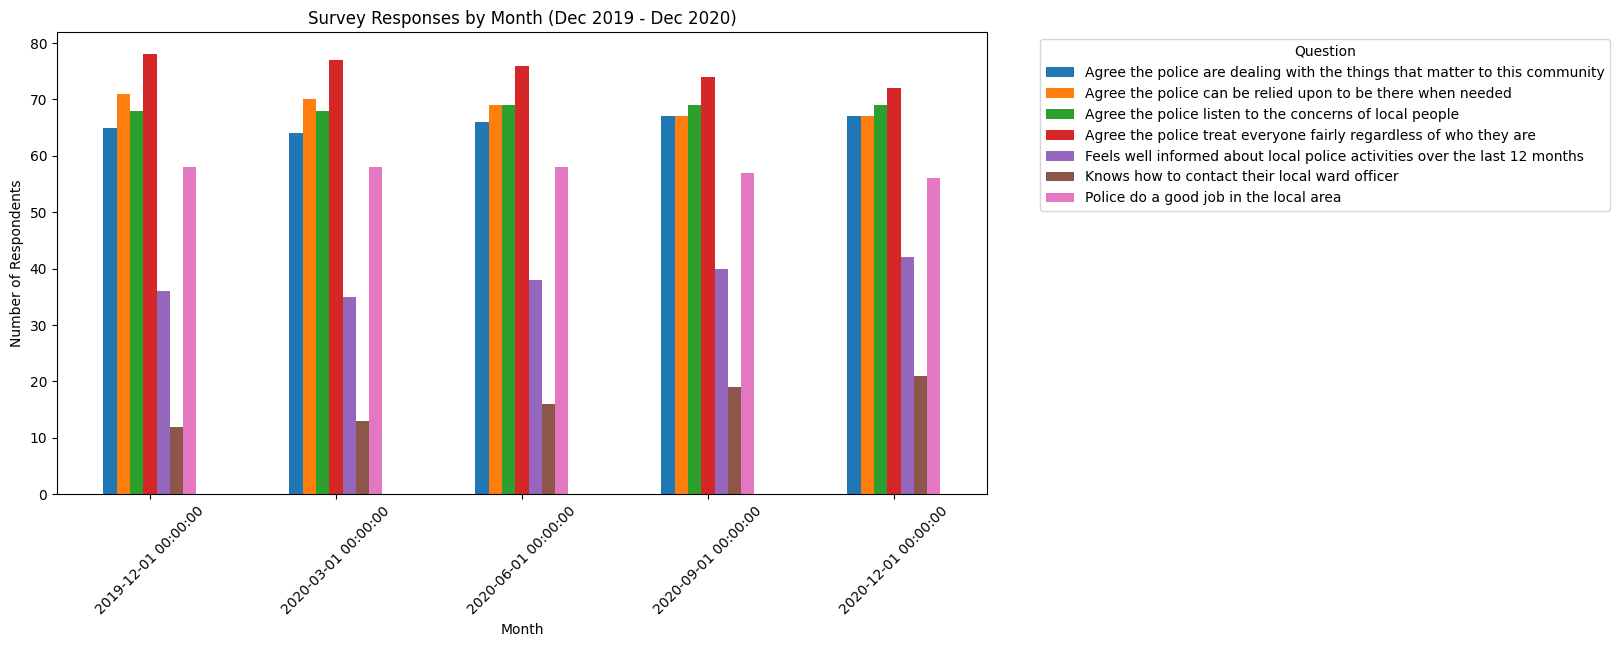 Survey Responses by Month (Dec 2019 - Dec 2020)
80
70
60
50
40
30
20
10
0
Number of Respondents
2019-12-01 00:00:00
2020-03-01 00:00:00
2020-06-01 00:00:00
2020-09-01 00:00:00
2020-12-01 00:00:00
Month
Question
Agree the police are dealing with the things that matter to this community
Agree the police can be relied upon to be there when needed
Agree the police listen to the concerns of local people
Agree the police treat everyone fairly regardless of who they are
Feels well informed about local police activities over the last 12 months
Knows how to contact their local ward officer
Police do a good job in the local area